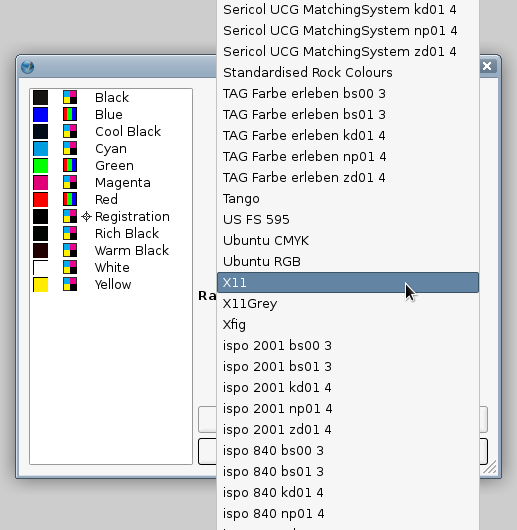 Black
Blue
Cool Black
Cyan
Green
Magenta
Red
Registration
Rich Black
Warm Black
White
Yellow
Ra
Sericol UCG MatchingSystem kd01 4
Sericol UCG MatchingSystem np01 4
Sericol UCG MatchingSystem zd01 4
Standardised Rock Colours
TAG Farbe erleben bs00 3
TAG Farbe erleben bs01 3
TAG Farbe erleben kd01 4
TAG Farbe erleben np01 4
TAG Farbe erleben zd01 4
Tango
US FS 595
Ubuntu CMYK
Ubuntu RGB
X11
X11Grey
Xfig
ispo 2001 bs00 3
ispo 2001 bs01 3
ispo 2001 kd01 4
ispo 2001 np01 4
ispo 2001 zd01 4
ispo 840 bs00 3
ispo 840 bs01 3
ispo 840 kd01 4
ispo 840 np01 4